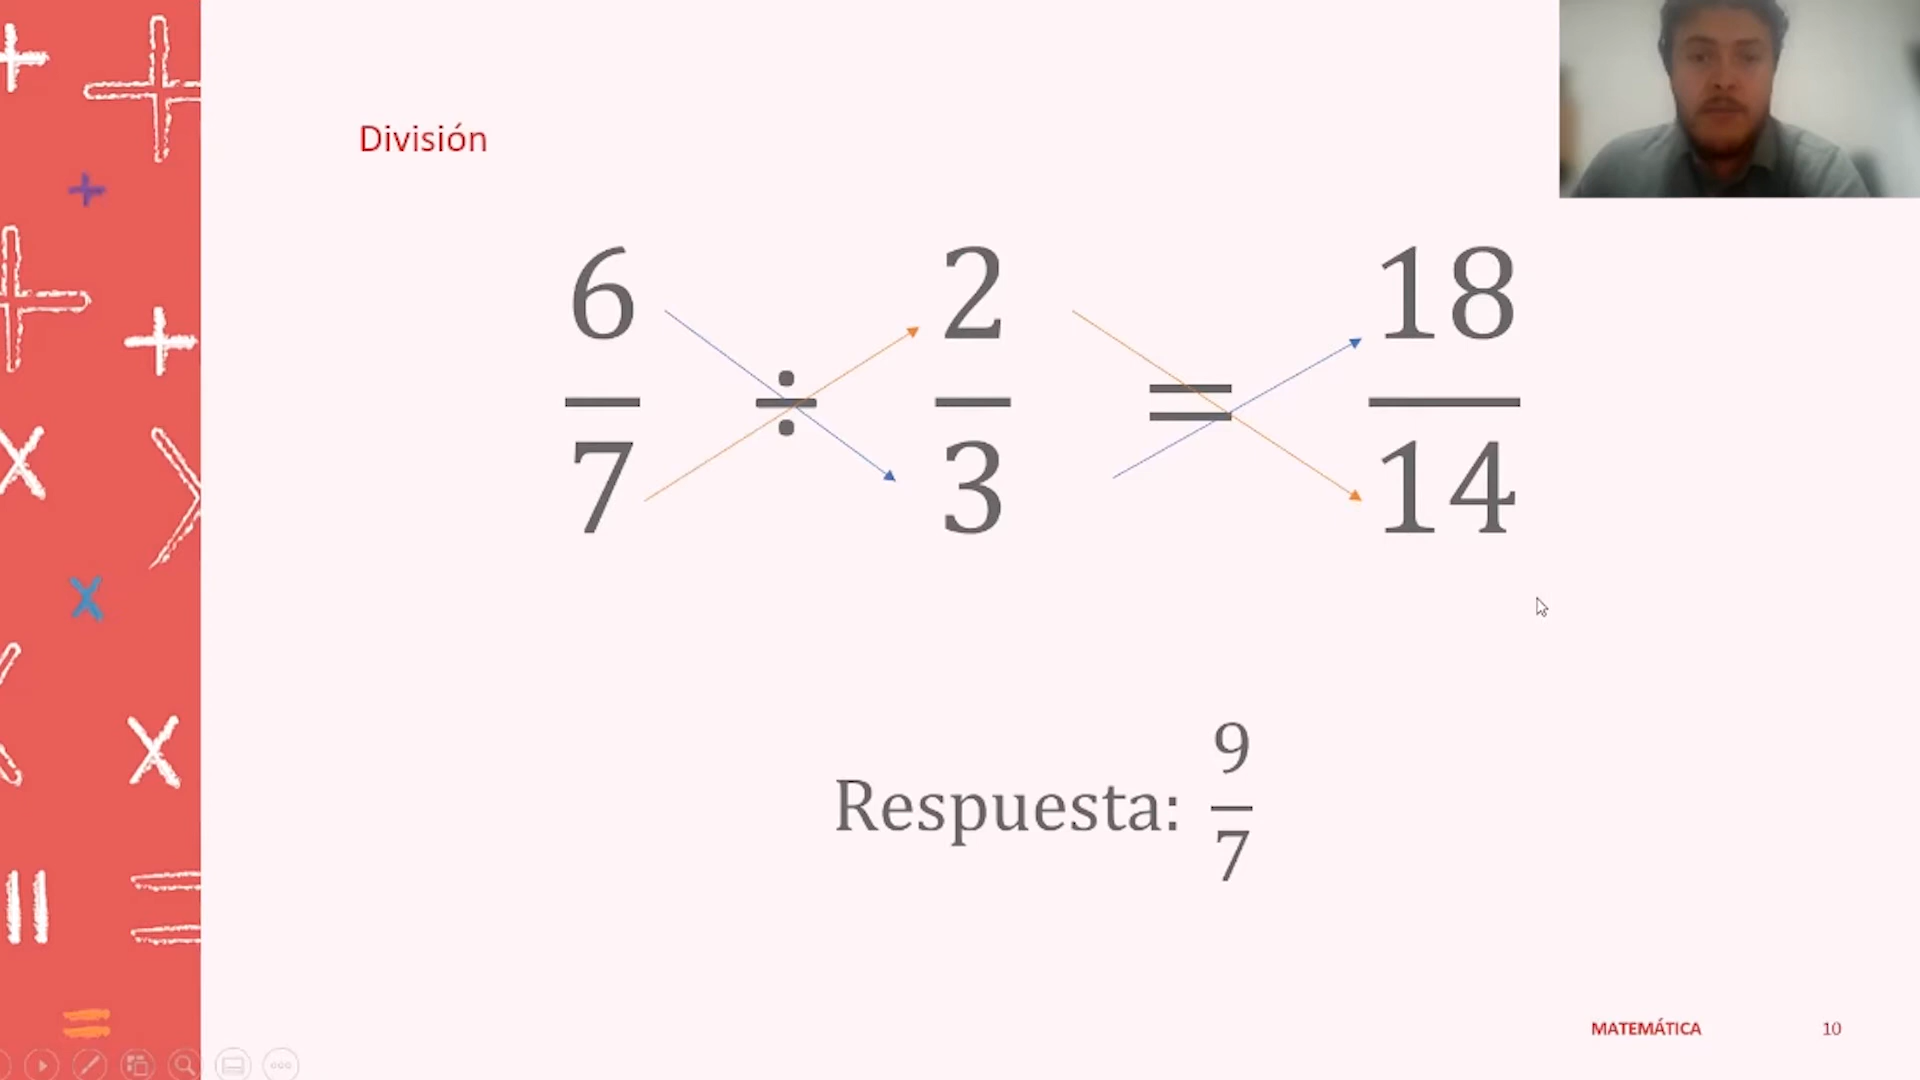 División
6/7 ÷ 2/3 = 18/14
Respuesta: 9/7
MATEMÁTICA 10